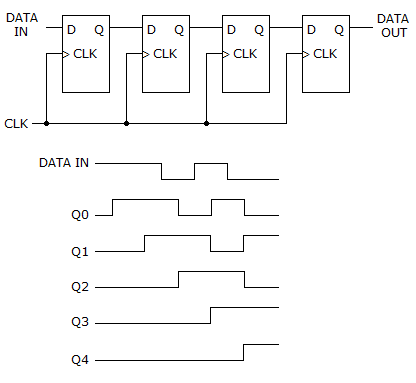 DATA IN
D Q
CLK
D Q
CLK
D Q
CLK
D Q
CLK
DATA OUT
CLK
DATA IN
Q0
Q1
Q2
Q3
Q4